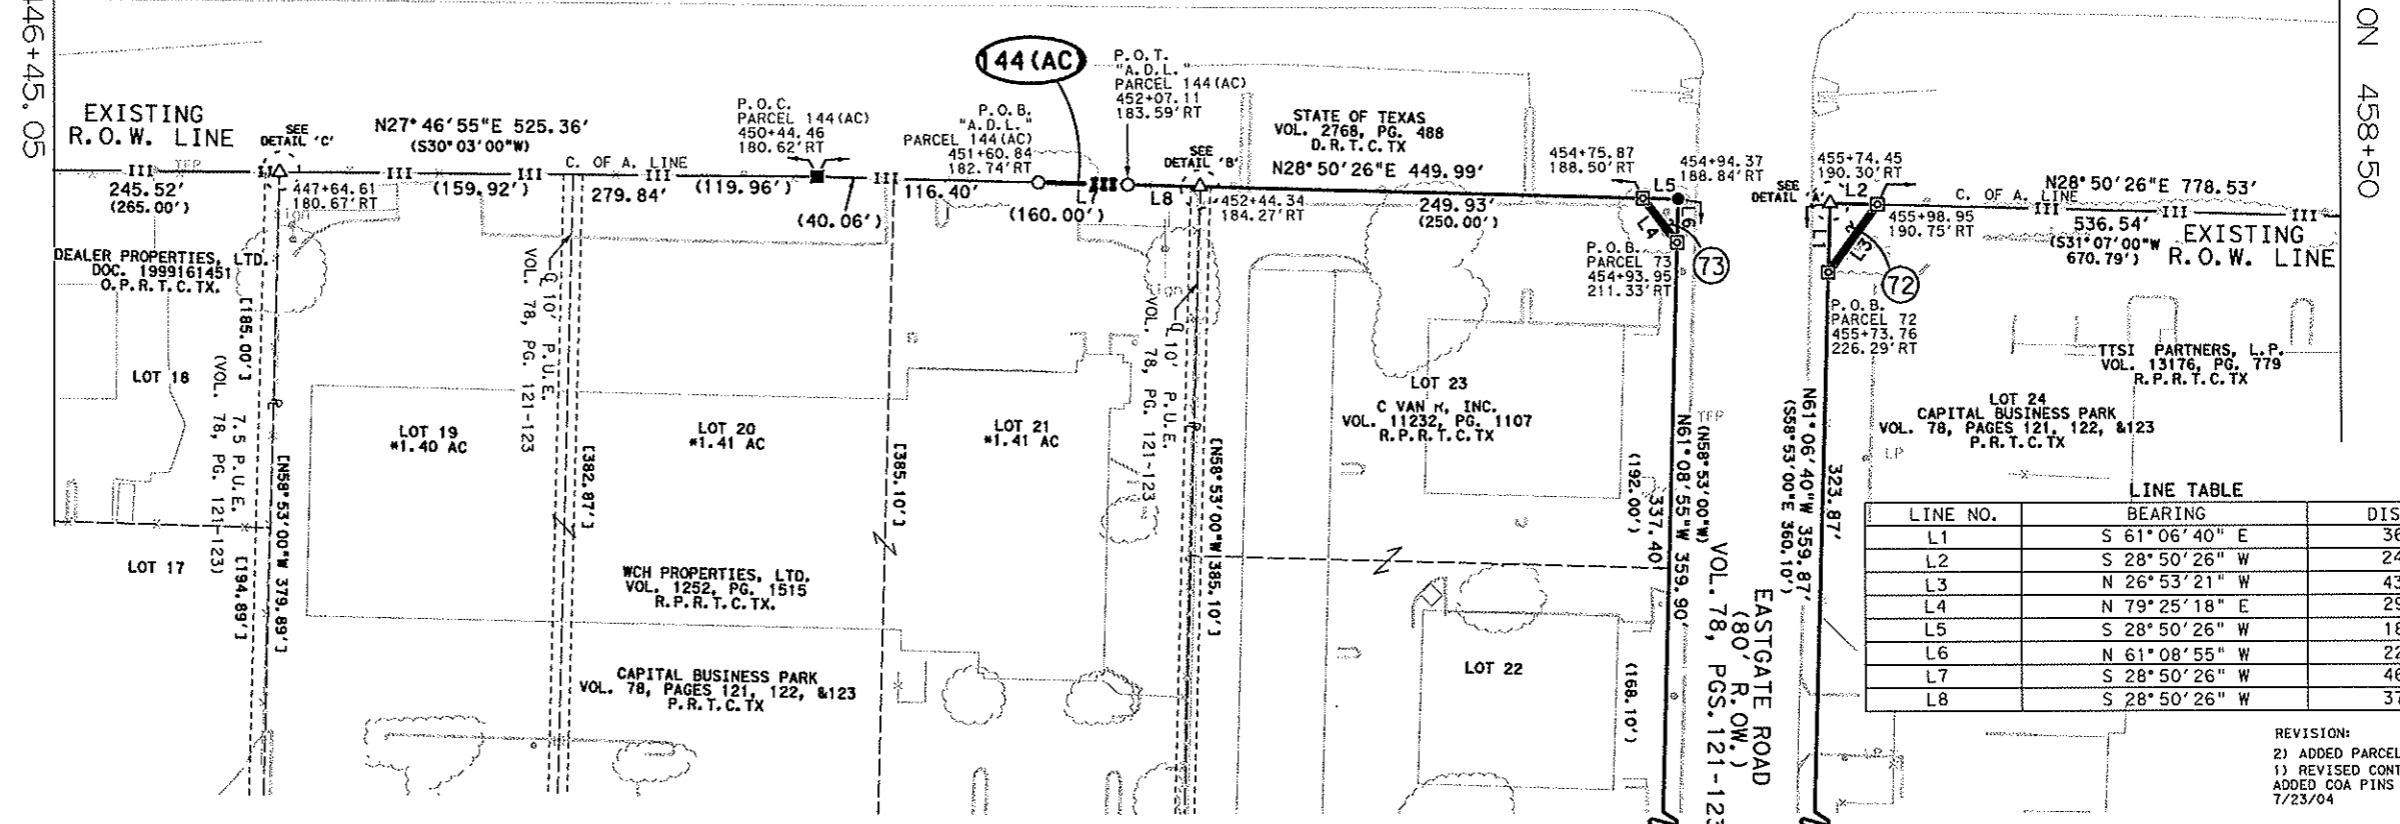 446+45.05
EXISTING
R.O.W. LINE
SEE
DETAIL 'C'
N27°46'55"E 525.36'
(S30°03'00"W)
TFP
245.52'
(265.00')
447+64.61
180.67'RT
(159.92')
C. OF A. LINE
279.84'
(119.96')
P.O.C.
PARCEL 144(AC)
450+44.46
180.62'RT
(40.06')
144(AC)
P.O.B.
"A.D.L."
PARCEL 144(AC)
451+60.84
182.74'RT
116.40'
(160.00')
L7
P.O.T.
"A.D.L."
PARCEL 144(AC)
452+07.11
183.59'RT
L8
SEE
DETAIL 'B'
452+44.34
184.27'RT
STATE OF TEXAS
VOL. 2768, PG. 488
D.R.T.C.TX
N28°50'26"E 449.99'
249.93'
(250.00')
454+75.87
188.50'RT
454+94.37
188.84'RT
L5
L6
L4
P.O.B.
PARCEL 73
454+93.95
211.33'RT
73
455+74.45
190.30'RT
SEE
DETAIL 'A'
L2
L1
L3
455+98.95
190.75'RT
72
P.O.B.
PARCEL 72
455+73.76
226.29'RT
C. OF A. LINE
N28°50'26"E 778.53'
536.54'
(S31°07'00"W
670.79')
EXISTING
R.O.W. LINE
ON 458+50
DEALER PROPERTIES, LTD.
DOC. 1999161451
O.P.R.T.C.TX.
LOT 18
LOT 17
[185.00']
7.5 P.U.E.
(VOL. 78, PG. 121-123)
[194.89']
[N58°53'00"W 379.89']
sign
10' P.U.E.
VOL. 78, PG. 121-123
[382.87']
LOT 19
*1.40 AC
LOT 20
*1.41 AC
[385.10']
LOT 21
*1.41 AC
WCH PROPERTIES, LTD.
VOL. 1252, PG. 1515
R.P.R.T.C.TX.
CAPITAL BUSINESS PARK
VOL. 78, PAGES 121, 122, &123
P.R.T.C.TX
sign
10' P.U.E.
VOL. 78, PG. 121-123
[N58°53'00"W 385.10']
LOT 23
VOL. 11232, PG. 1107
R.P.R.T.C.TX
LOT 22
(192.00')
337.40'
(168.10')
N61°08'55"W 359.90'
(N58°53'00"W)
TFP
VOL. 78, PGS.121-123
(80' R.OW.)
EASTGATE ROAD
(S58°53'00"E 360.10')
N61°06'40"W 359.87'
323.87'
TTSI PARTNERS, L.P.
VOL. 13176, PG. 779
R.P.R.T.C.TX
LOT 24
CAPITAL BUSINESS PARK
VOL. 78, PAGES 121, 122, &123
P.R.T.C.TX
LP
LINE TABLE
LINE NO. BEARING DIS
L1 S 61°06'40" E 36
L2 S 28°50'26" W 24
L3 N 26°53'21" W 43
L4 N 79°25'18" E 29
L5 S 28°50'26" W 18
L6 N 61°08'55" W 22
L7 S 28°50'26" W 46
L8 S 28°50'26" W 37
REVISION:
2) ADDED PARCEL
1) REVISED CONT
ADDED COA PINS
7/23/04